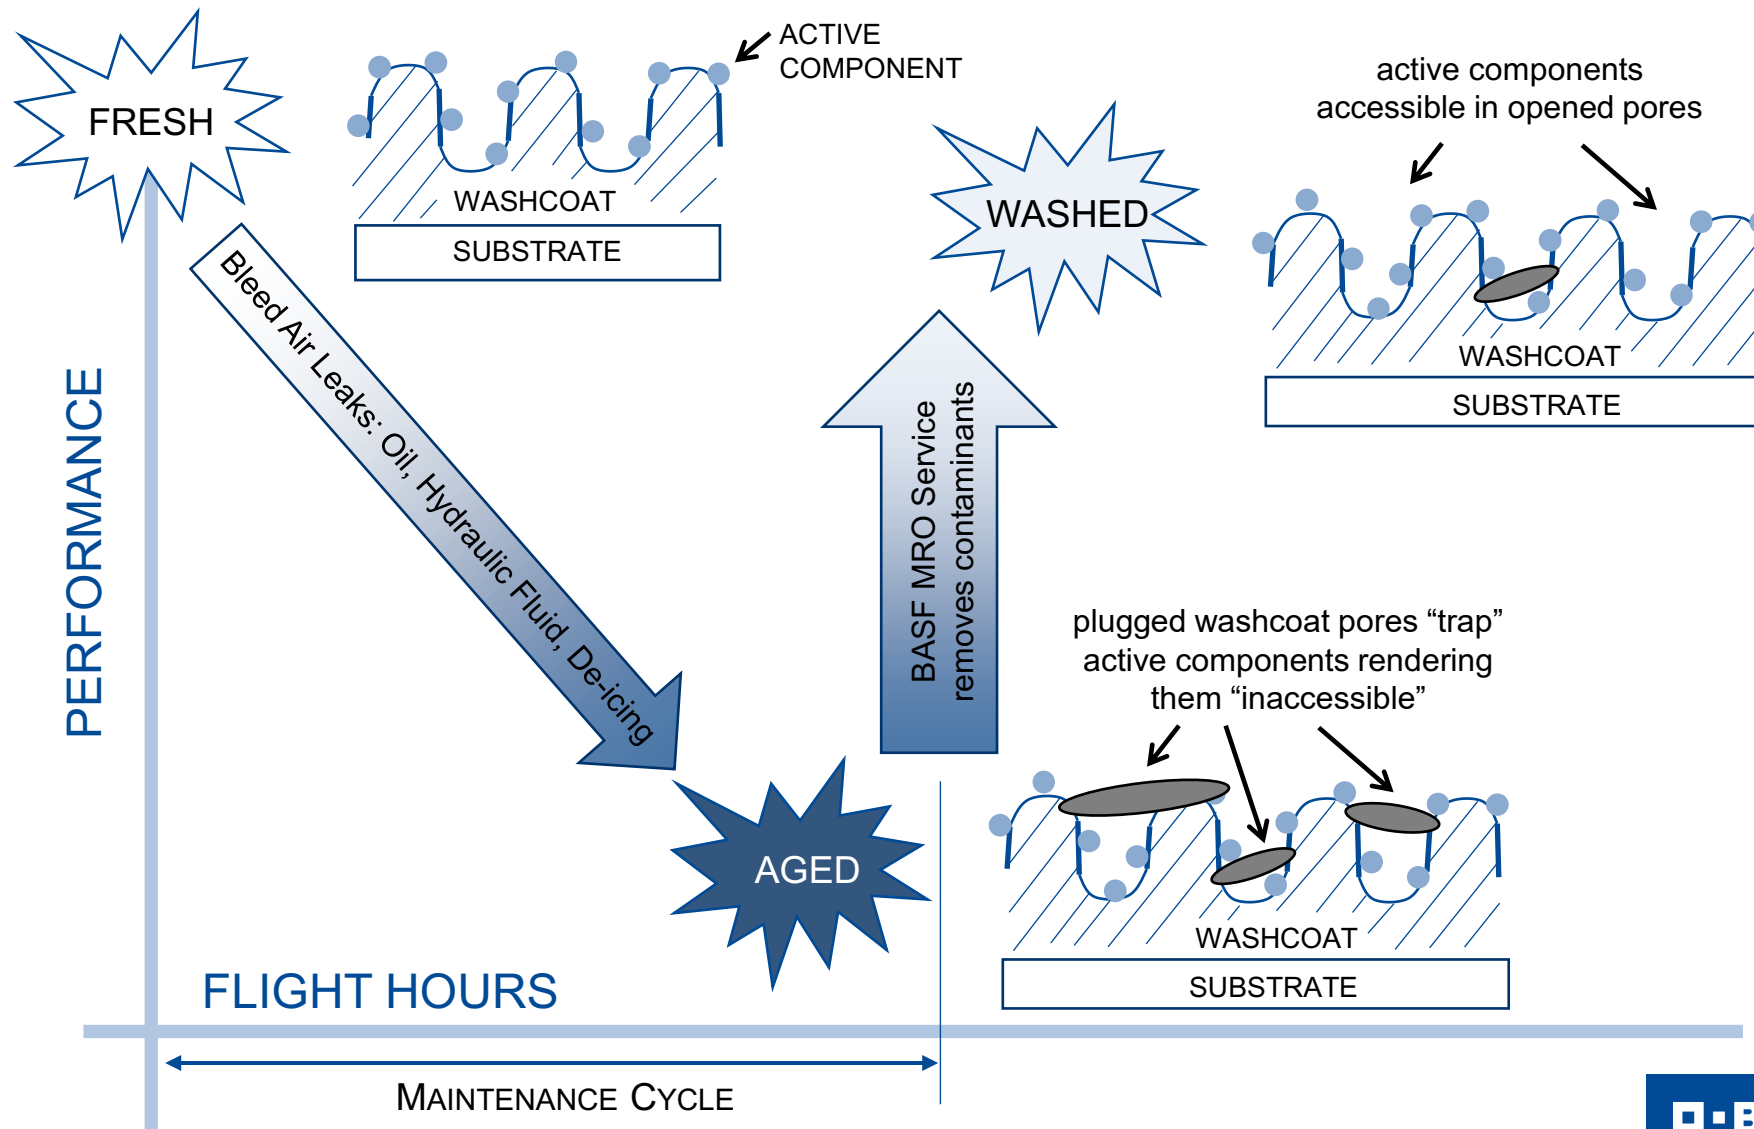 FRESH
ACTIVE
COMPONENT
WASHCOAT
SUBSTRATE
active components
accessible in opened pores
WASHED
WASHCOAT
SUBSTRATE
PERFORMANCE
Bleed Air Leaks: Oil, Hydraulic Fluid, De-icing
BASF MRO Service
removes contaminants
plugged washcoat pores “trap”
active components rendering
them “inaccessible”
AGED
WASHCOAT
SUBSTRATE
FLIGHT HOURS
MAINTENANCE CYCLE